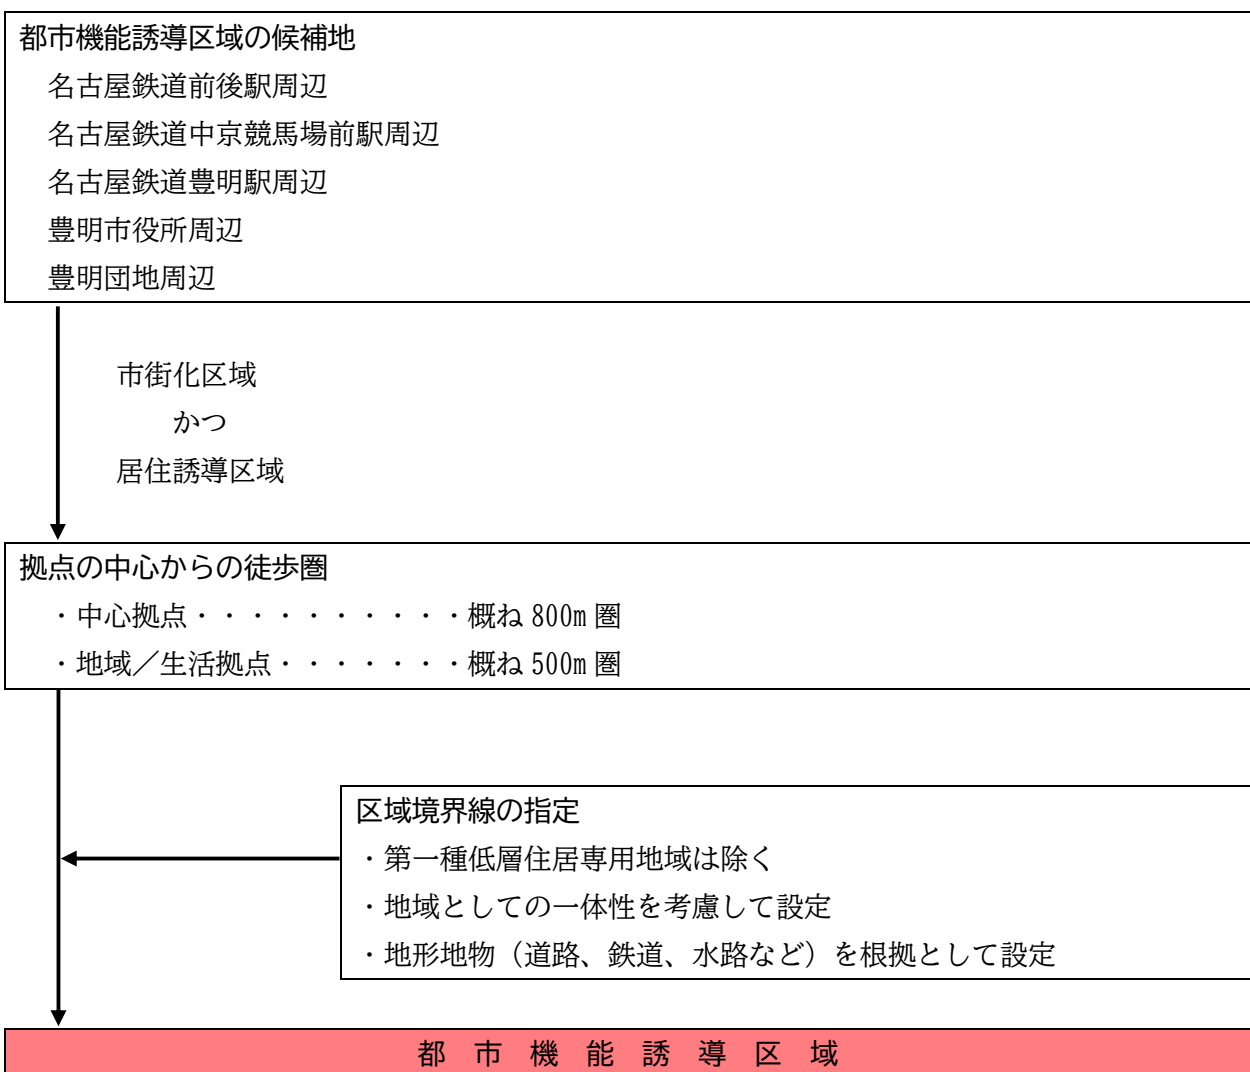 都市機能誘導区域の候補地
名古屋鉄道前後駅周辺
名古屋鉄道中京競馬場前駅周辺
名古屋鉄道豊明駅周辺
豊明市役所周辺
豊明団地周辺
市街化区域
かつ
居住誘導区域
拠点の中心からの徒歩圏
・中心拠点・・・・・・・・・・概ね 800m 圏
・地域／生活拠点・・・・・・・概ね 500m 圏
区域境界線の指定
・第一種低層住居専用地域は除く
・地域としての一体性を考慮して設定
・地形地物（道路、鉄道、水路など）を根拠として設定
都 市 機 能 誘 導 区 域